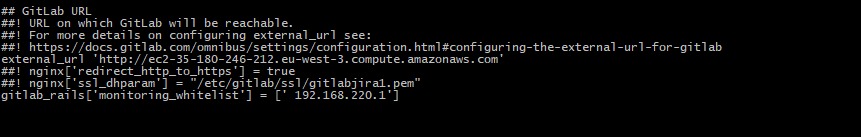 ## GitLab URL
##! URL on which GitLab will be reachable.
##! For more details on configuring external_url see:
##! https://docs.gitlab.com/omnibus/settings/configuration.html#configuring-the-external-url-for-gitlab
external_url 'http://ec2-35-180-246-212.eu-west-3.compute.amazonaws.com'
##! nginx['redirect_http_to_https'] = true
##! nginx['ssl_dhparam'] = "/etc/gitlab/ssl/gitlabjira1.pem"
gitlab_rails['monitoring_whitelist'] = [' 192.168.220.1']